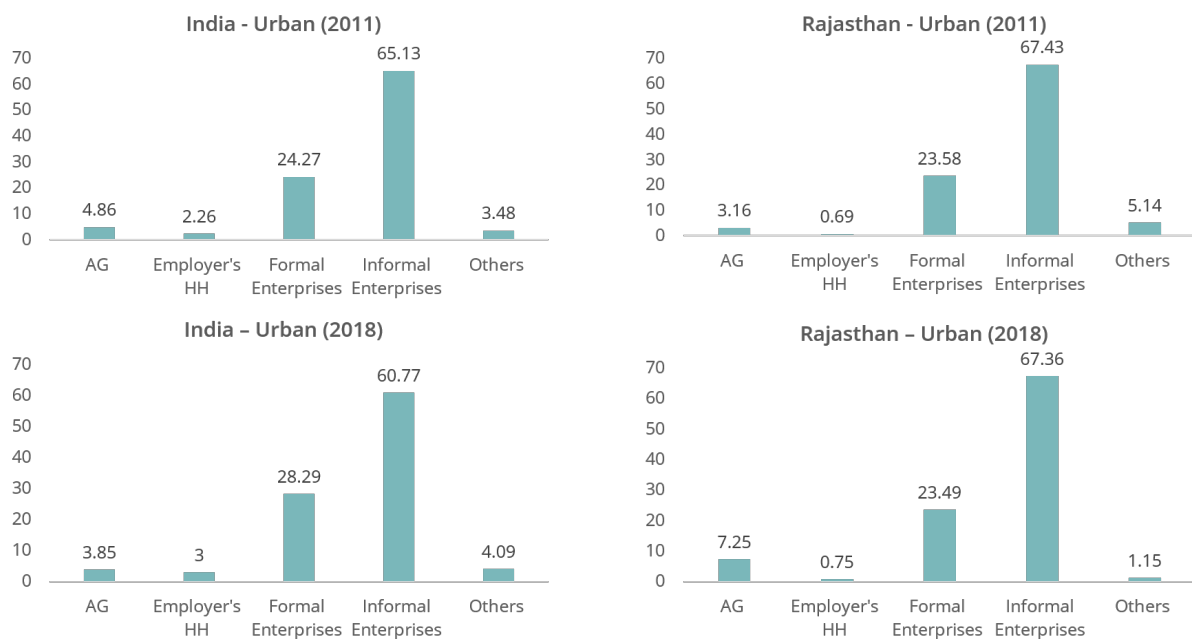 India - Urban (2011)
70
60
50
40
30
20
10
0
4.86
2.26
24.27
65.13
3.48
AG
Employer's
HH
Formal
Enterprises
Informal
Enterprises
Others
Rajasthan - Urban (2011)
70
60
50
40
30
20
10
0
3.16
0.69
23.58
67.43
5.14
AG
Employer's
HH
Formal
Enterprises
Informal
Enterprises
Others
India – Urban (2018)
70
60
50
40
30
20
10
0
3.85
3
28.29
60.77
4.09
AG
Employer's
HH
Formal
Enterprises
Informal
Enterprises
Others
Rajasthan – Urban (2018)
70
60
50
40
30
20
10
0
7.25
0.75
23.49
67.36
1.15
AG
Employer's
HH
Formal
Enterprises
Informal
Enterprises
Others